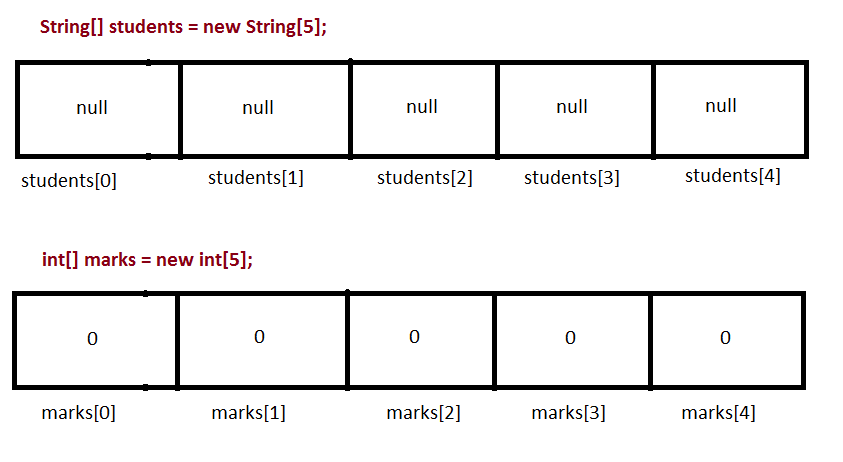 String[] students = new String[5];
null null null null null
students[0] students[1] students[2] students[3] students[4]
int[] marks = new int[5];
0 0 0 0 0
marks[0] marks[1] marks[2] marks[3] marks[4]